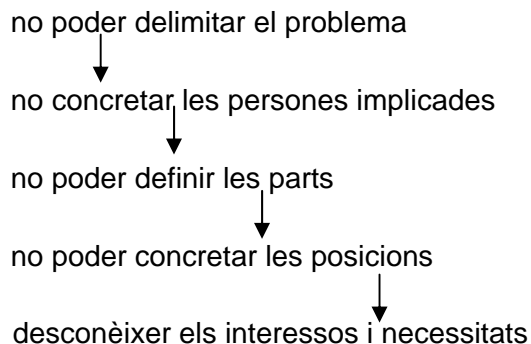 no poder delimitar el problema
no concretar les persones implicades
no poder definir les parts
no poder concretar les posicions
desconèixer els interessos i necessitats